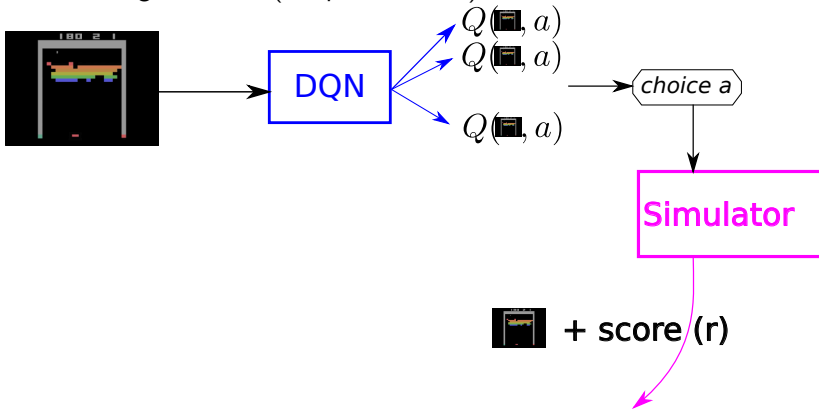 180 2 1
DQN
Q( , a)
Q( , a)
Q( , a)
choice a
Simulator
+ score (r)